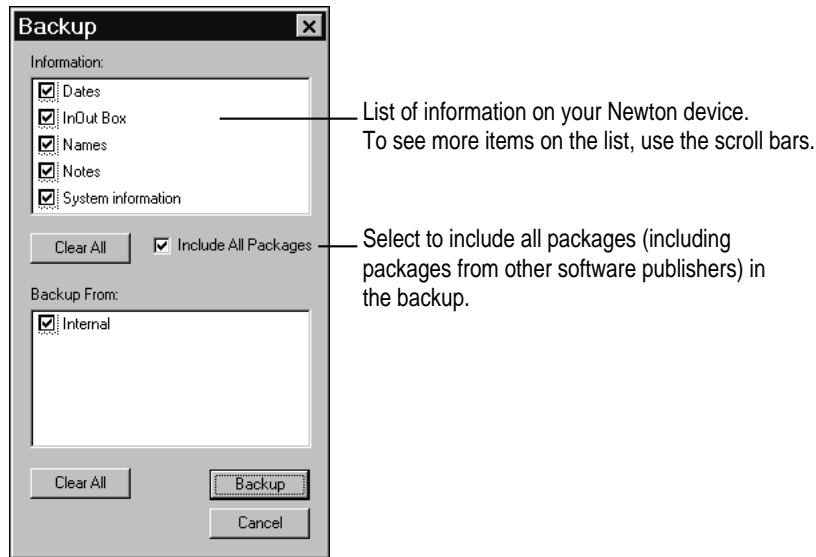 Backup
Information:
Dates
InOut Box
Names
Notes
System information
List of information on your Newton device.
To see more items on the list, use the scroll bars.
Clear All
Include All Packages
Select to include all packages (including
packages from other software publishers) in
the backup.
Backup From:
Internal
Clear All
Backup
Cancel